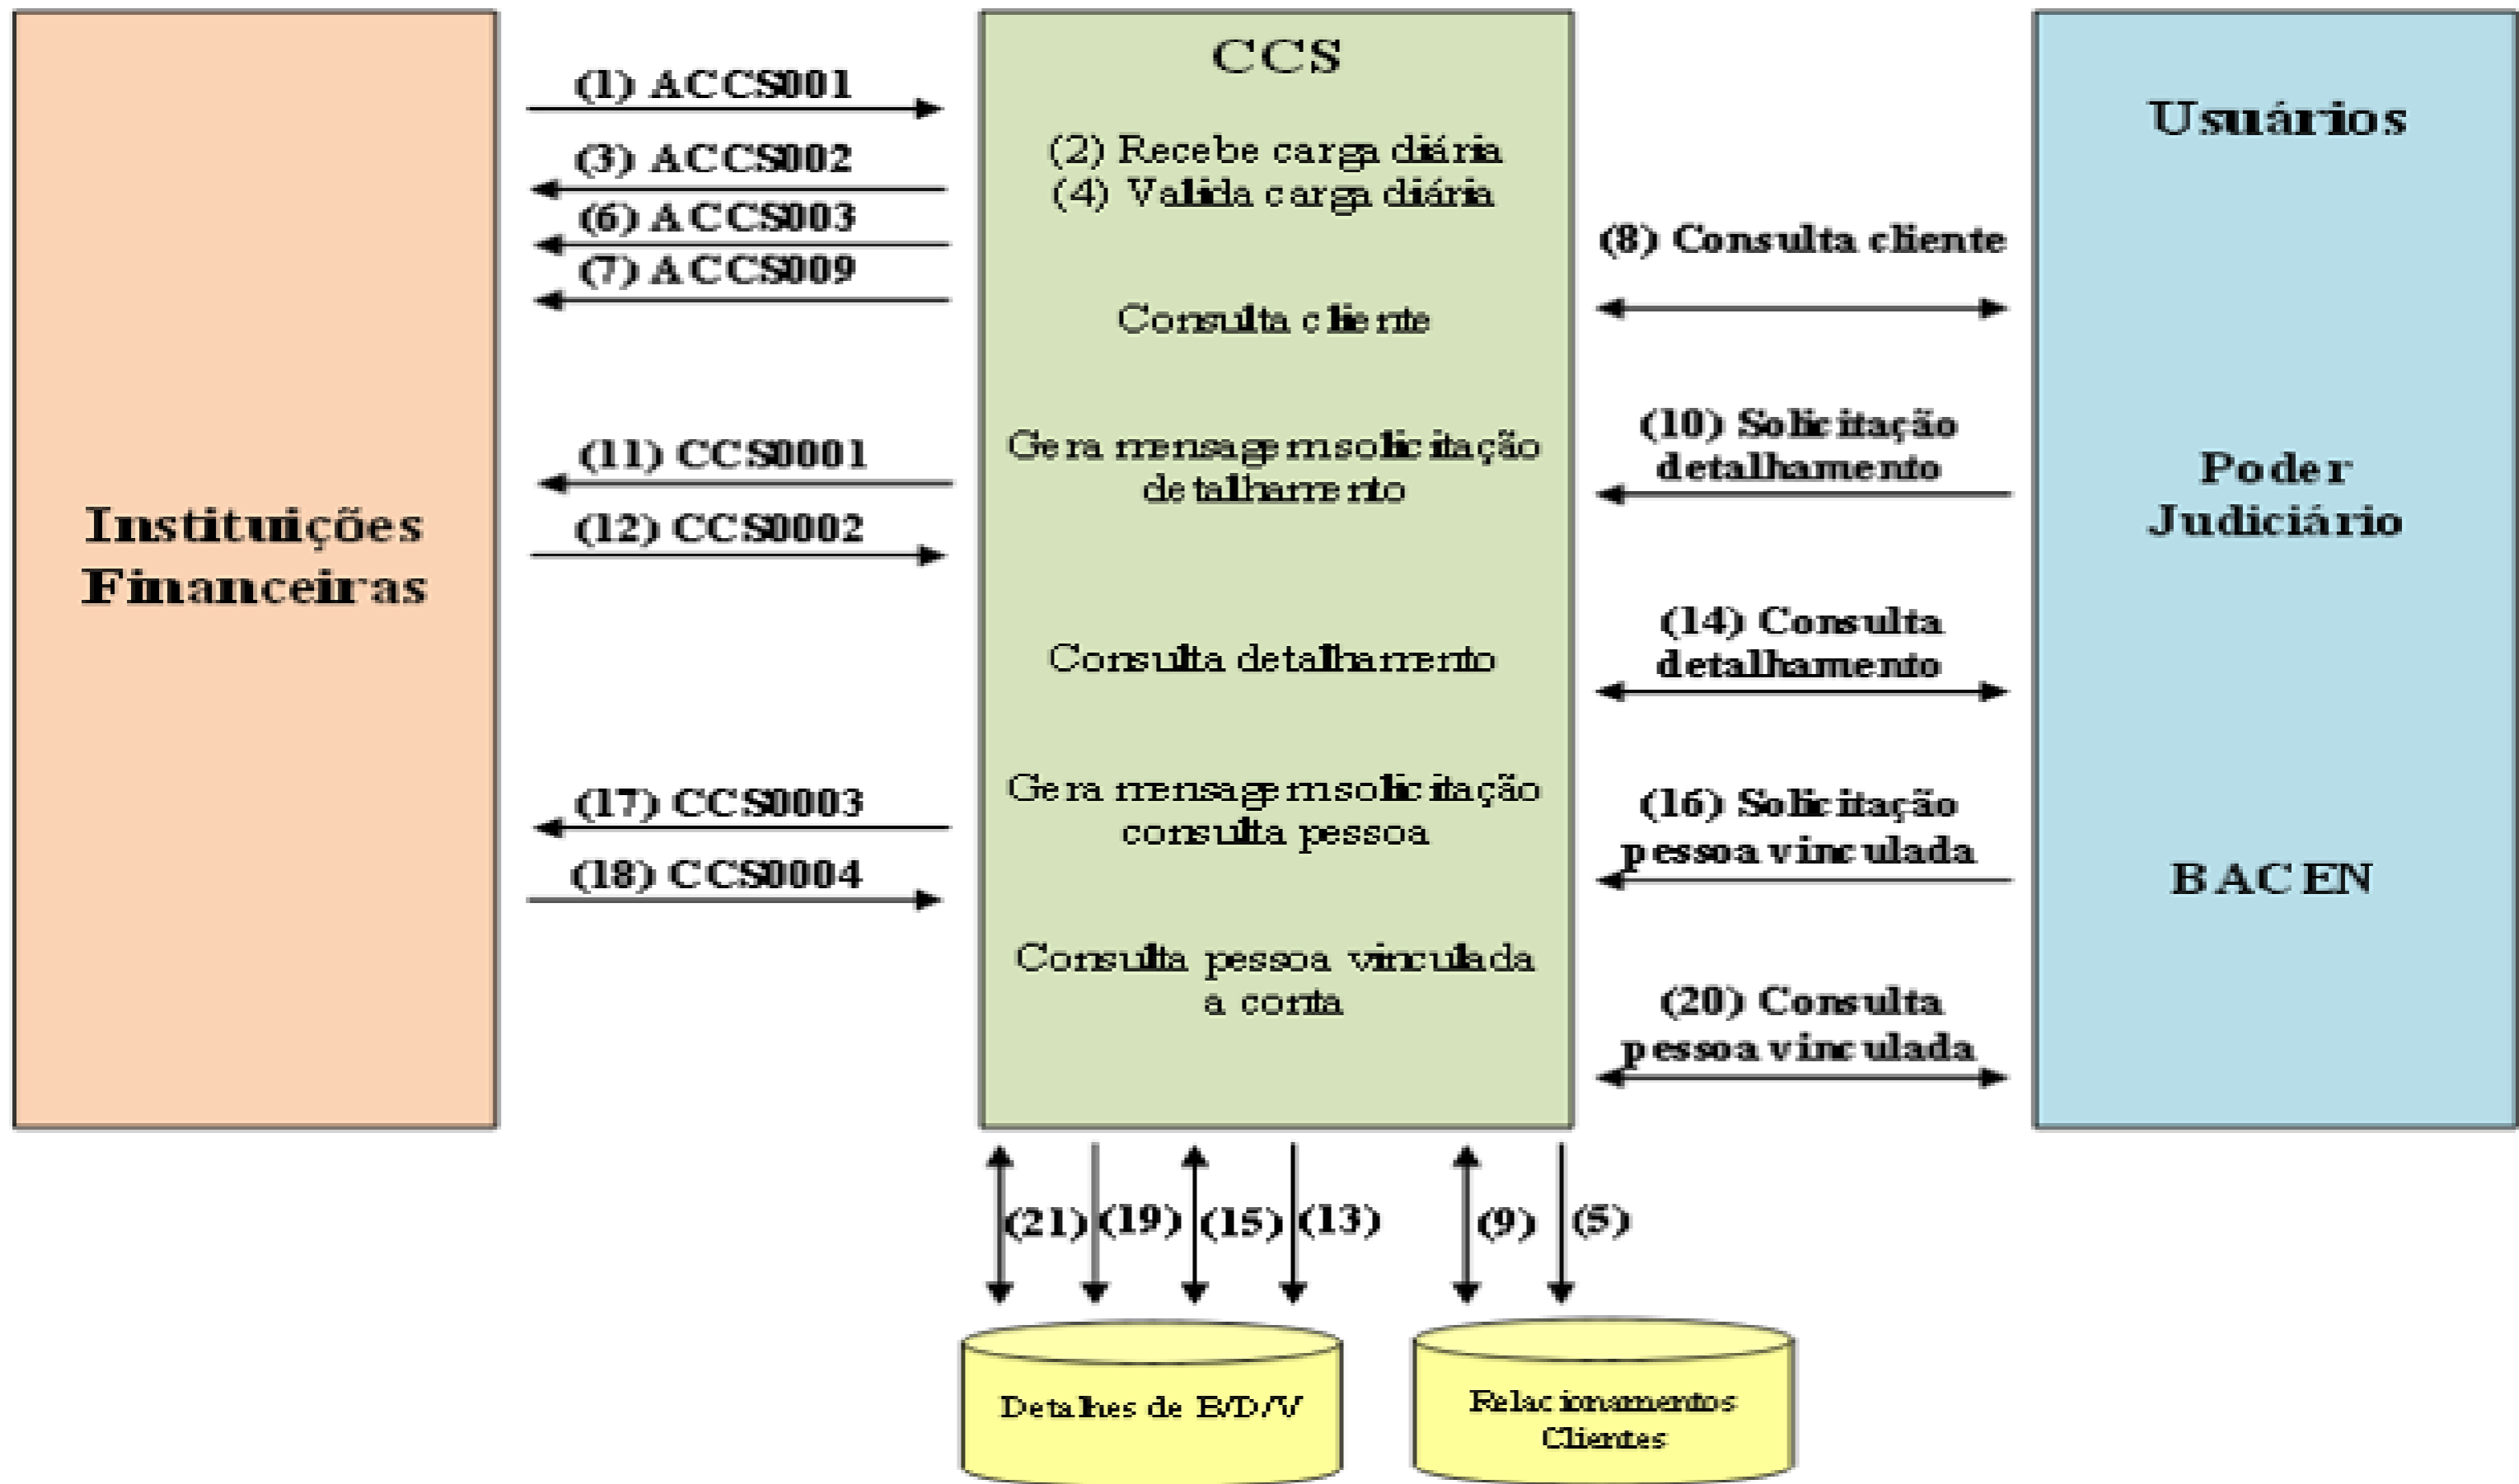 CCS
Usuários
(1) ACCS001
(2) Recebe carga diária
(3) ACCS002
(4) Valida carga diária
(6) ACCS003
(7) ACCS009
(8) Consulta cliente
Consulta cliente
(10) Solicitação
detalhamento
(11) CCS0001
Gera mensagem solicitação
detalhamento
(12) CCS0002
Instituições
Financeiras
Poder
Judiciário
(14) Consulta
detalhamento
Consulta detalhamento
(16) Solicitação
pessoa vinculada
(17) CCS0003
Gera mensagem solicitação
consulta pessoa
(18) CCS0004
BACEN
Consulta pessoa vinculada
a conta
(20) Consulta
pessoa vinculada
(21) (19) (15) (13) (9) (5)
Detalhes de B/D/V
Relacionamentos
Clientes